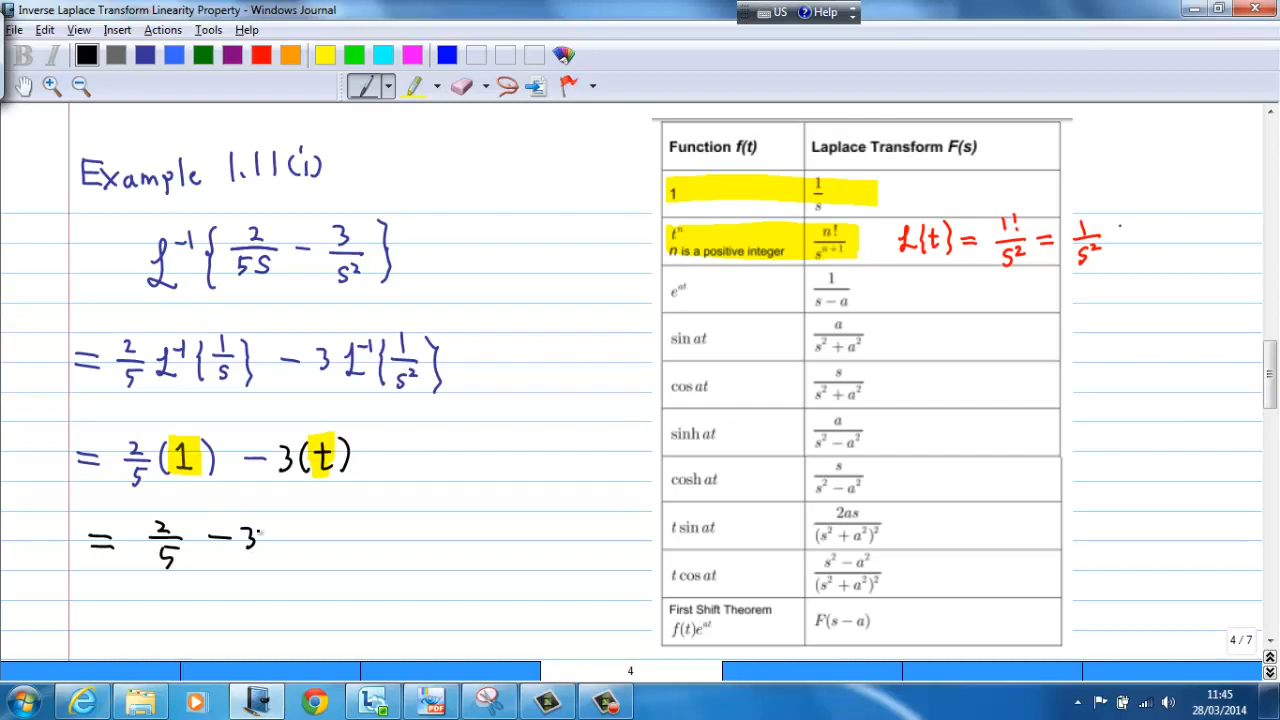 Inverse Laplace Transform Linearity Property - Windows Journal
US Help
File Edit View Insert Actions Tools Help
B I
Example 1.11(i)
ℒ⁻¹{2/5s − 3/s²}
= 2/5 ℒ⁻¹{1/s} − 3 ℒ⁻¹{1/s²}
= 2/5 (1) − 3(t)
= 2/5 − 3
Function f(t) Laplace Transform F(s)
1 1/s
tⁿ n is a positive integer n!/sⁿ⁺¹
ℒ{t} = 1!/s² = 1/s²
e^{at} 1/(s − a)
sin at a/(s² + a²)
cos at s/(s² + a²)
sinh at a/(s² − a²)
cosh at s/(s² − a²)
t sin at 2as/(s² + a²)²
t cos at (s² − a²)/(s² + a²)²
First Shift Theorem
f(t)e^{at} F(s − a)
4 / 7
4
11:45
28/03/2014